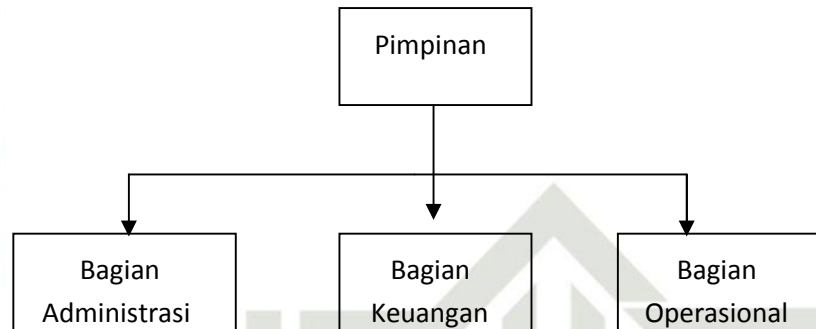 Pimpinan
Bagian
Administrasi
Bagian
Keuangan
Bagian
Operasional